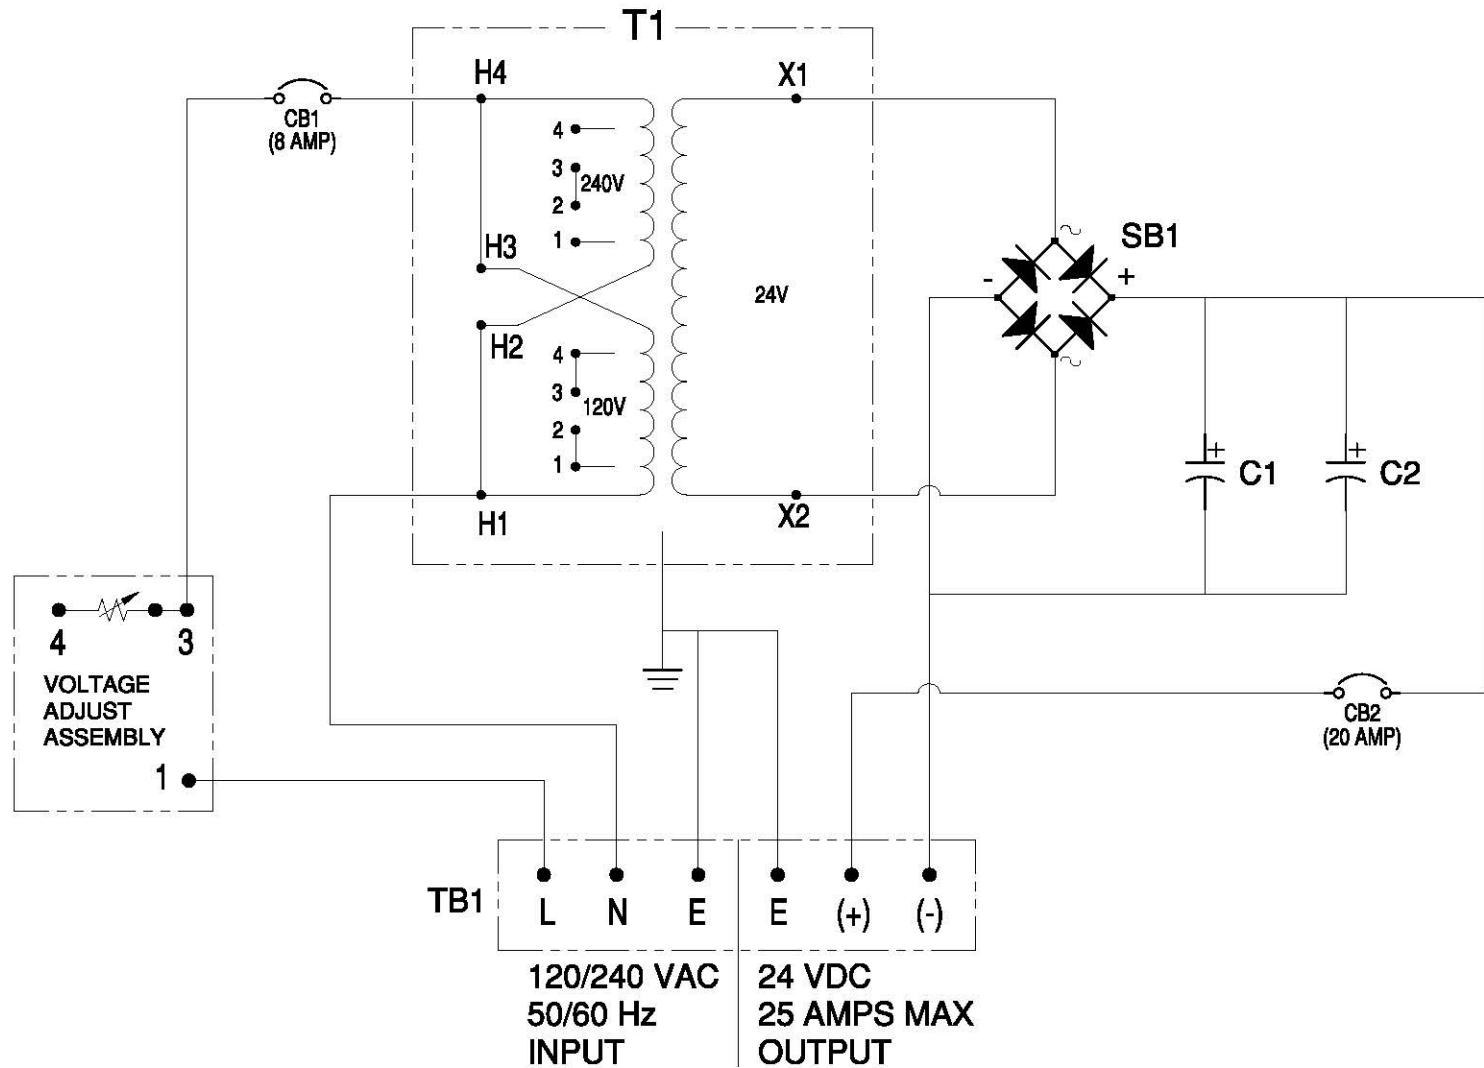 T1
H4
X1
CB1
(8 AMP)
4
3
240V
2
1
H3
H2
24V
SB1
~
-
+
~
4
3
120V
2
1
H1
X2
+
C1
+
C2
4
3
VOLTAGE
ADJUST
ASSEMBLY
1
CB2
(20 AMP)
TB1
L
N
E
E
(+)
(-)
120/240 VAC
50/60 Hz
INPUT
24 VDC
25 AMPS MAX
OUTPUT